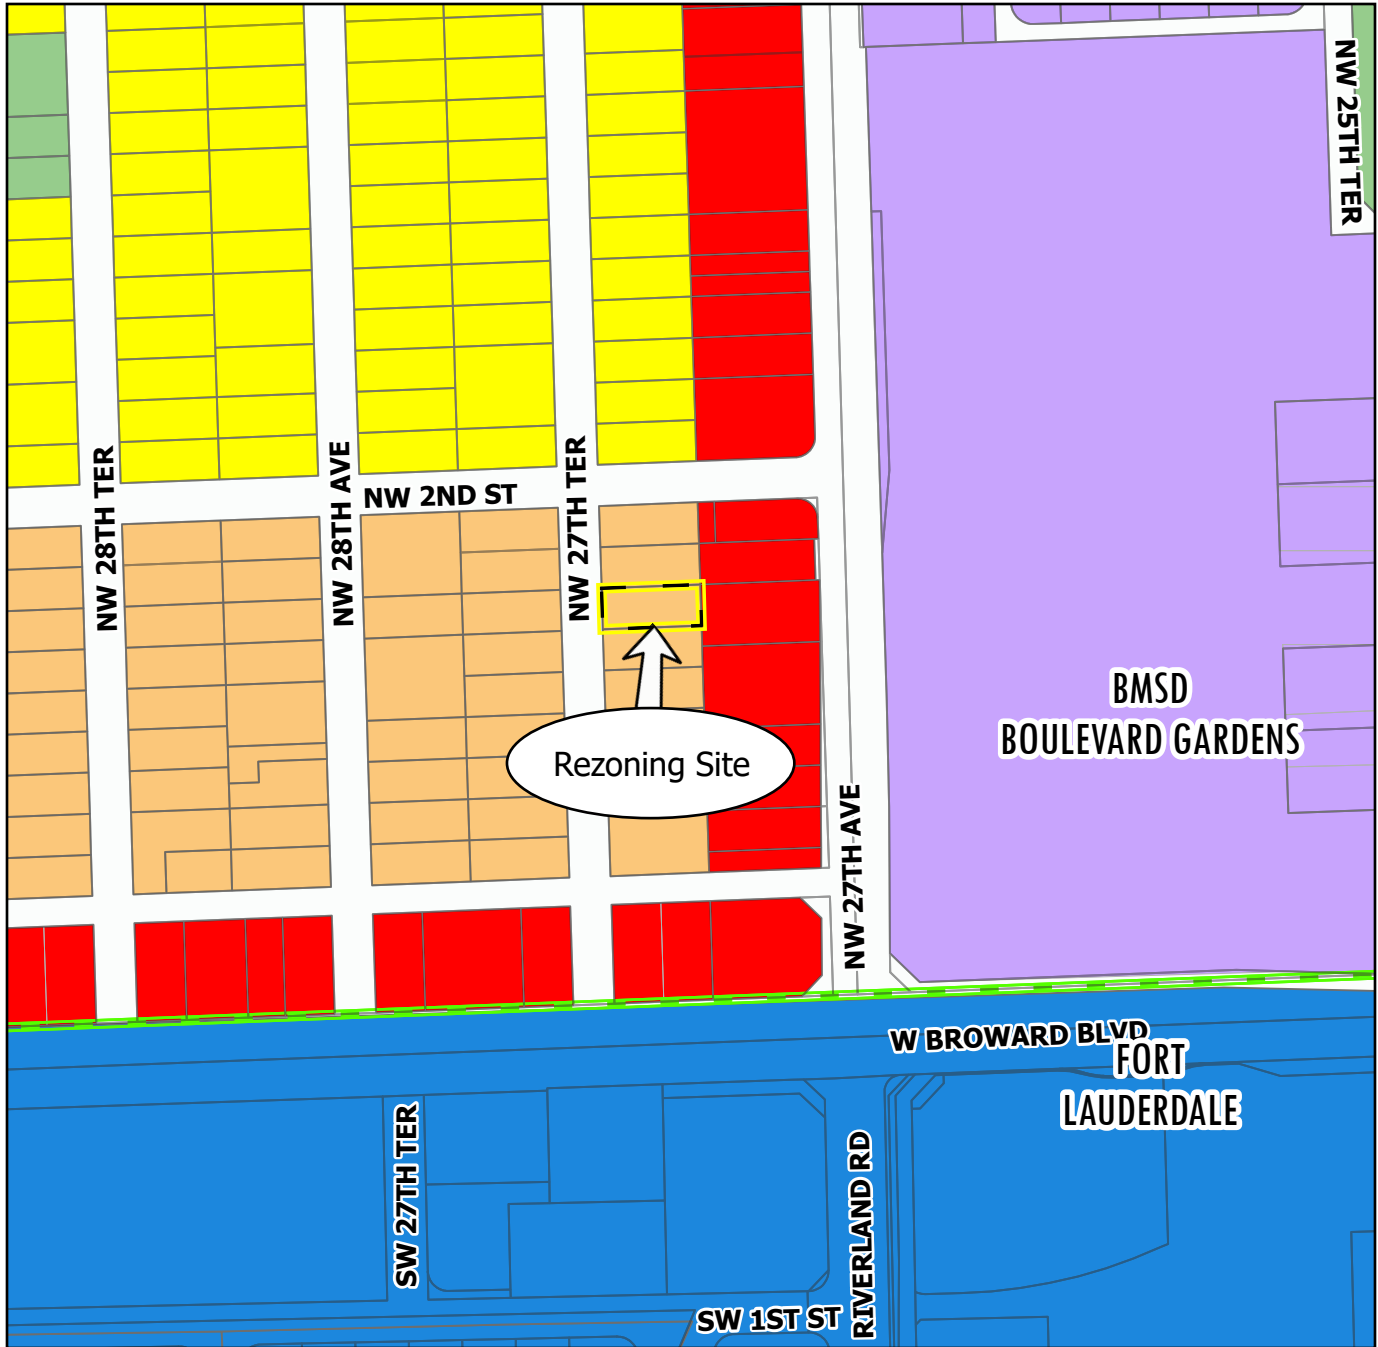 NW 25TH TER
NW 28TH TER
NW 28TH AVE
NW 2ND ST
NW 27TH TER
Rezoning Site
BMSD
BOULEVARD GARDENS
NW 27TH AVE
W BROWARD BLVD
FORT
LAUDERDALE
SW 27TH TER
RIVERLAND RD
SW 1ST ST